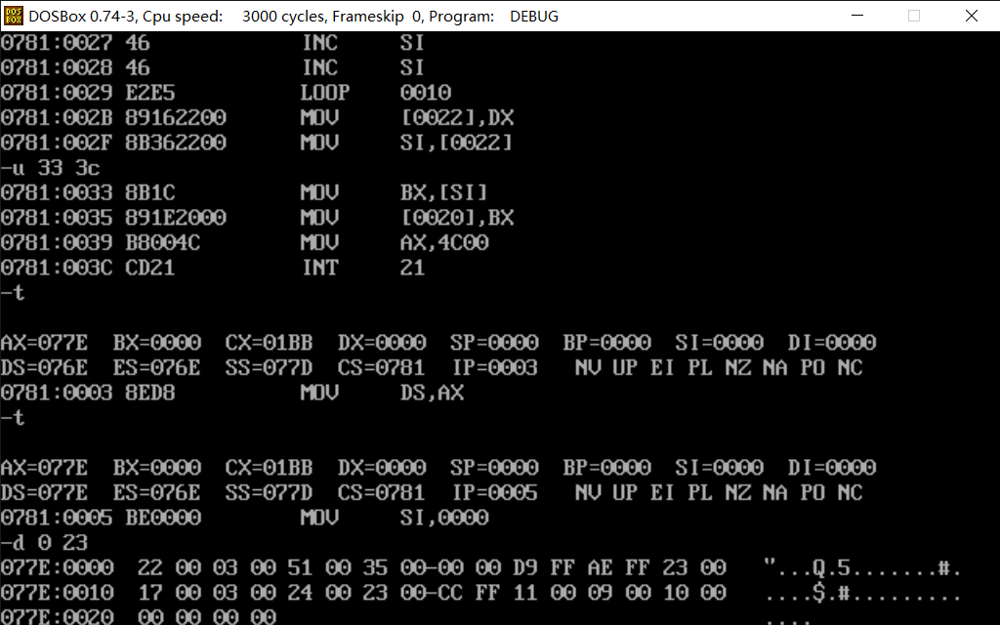 DOSBox 0.74-3, Cpu speed: 3000 cycles, Frameskip 0, Program: DEBUG
0781:0027 46 INC SI
0781:0028 46 INC SI
0781:0029 E2E5 LOOP 0010
0781:002B 89162200 MOV [0022],DX
0781:002F 8B362200 MOV SI,[0022]
-u 33 3c
0781:0033 8B1C MOV BX,[SI]
0781:0035 891E2000 MOV [0020],BX
0781:0039 B8004C MOV AX,4C00
0781:003C CD21 INT 21
-t
AX=077E BX=0000 CX=01BB DX=0000 SP=0000 BP=0000 SI=0000 DI=0000
DS=076E ES=076E SS=077D CS=0781 IP=0003 NV UP EI PL NZ NA PO NC
0781:0003 8ED8 MOV DS,AX
-t
AX=077E BX=0000 CX=01BB DX=0000 SP=0000 BP=0000 SI=0000 DI=0000
DS=077E ES=076E SS=077D CS=0781 IP=0005 NV UP EI PL NZ NA PO NC
0781:0005 BE0000 MOV SI,0000
-d 0 23
077E:0000 22 00 03 00 51 00 35 00-00 00 D9 FF AE FF 23 00 "...Q.5.......#.
077E:0010 17 00 03 00 24 00 23 00-CC FF 11 00 09 00 10 00 ....$.#.........
077E:0020 00 00 00 00 ....